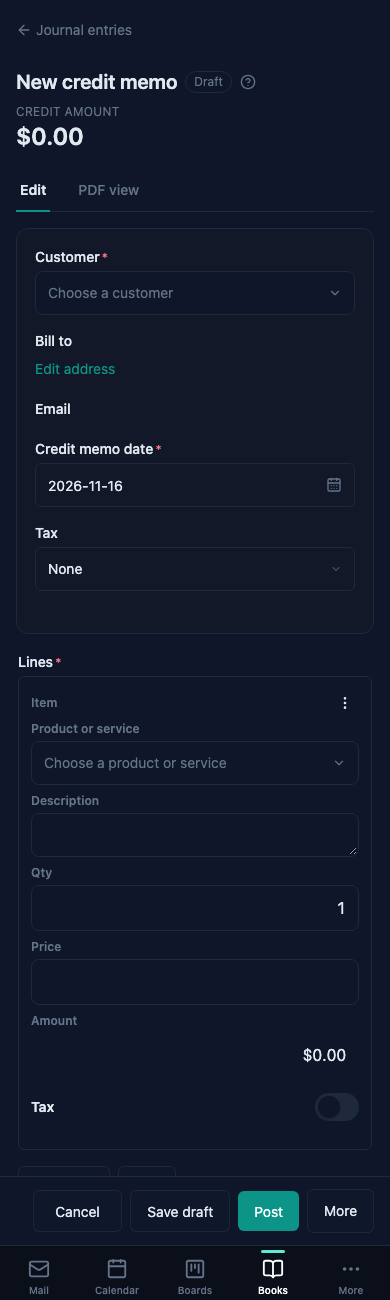 Journal entries
New credit memo Draft
CREDIT AMOUNT
$0.00
Edit PDF view
Customer*
Choose a customer
Bill to
Edit address
Email
Credit memo date*
2026-11-16
Tax
None
Lines*
Item
Product or service
Choose a product or service
Description
Qty
1
Price
Amount
$0.00
Tax
Cancel Save draft Post More
Mail Calendar Boards Books More